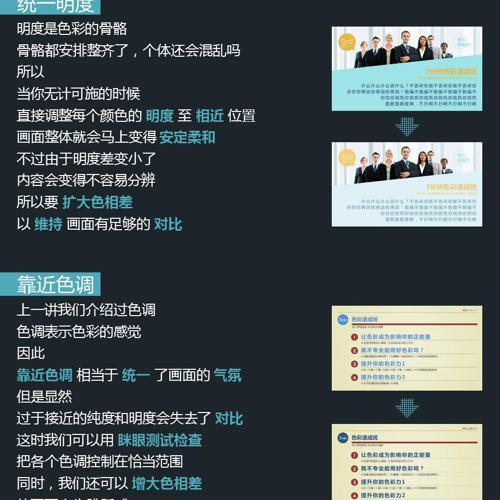 统一明度
明度是色彩的骨骼
骨骼都安排整齐了，个体还会混乱吗
所以
当你无计可施的时候
直接调整每个颜色的 明度 至 相近 位置
画面整体就会马上变得 安定柔和
不过由于明度差变小了
内容会变得不容易分辨
所以要 扩大色相差
以 维持 画面有足够的 对比
3分钟色彩速成班
3分钟色彩速成班
靠近色调
上一讲我们介绍过色调
色调表示色彩的感觉
因此
靠近色调 相当于 统一 了画面的 气氛
但是显然
过于接近的纯度和明度会失去了 对比
这时我们可以用 眯眼测试检查
把各个色调控制在恰当范围
同时，我们还可以 增大色相差
色彩速成班
1 让色彩成为影响你的正能量
2 我不专业能用好色彩吗？
3 提升你的色彩力1
4 提升你的色彩力2
色彩速成班
1 让色彩成为影响你的正能量
2 我不专业能用好色彩吗？
3 提升你的色彩力1
4 提升你的色彩力2